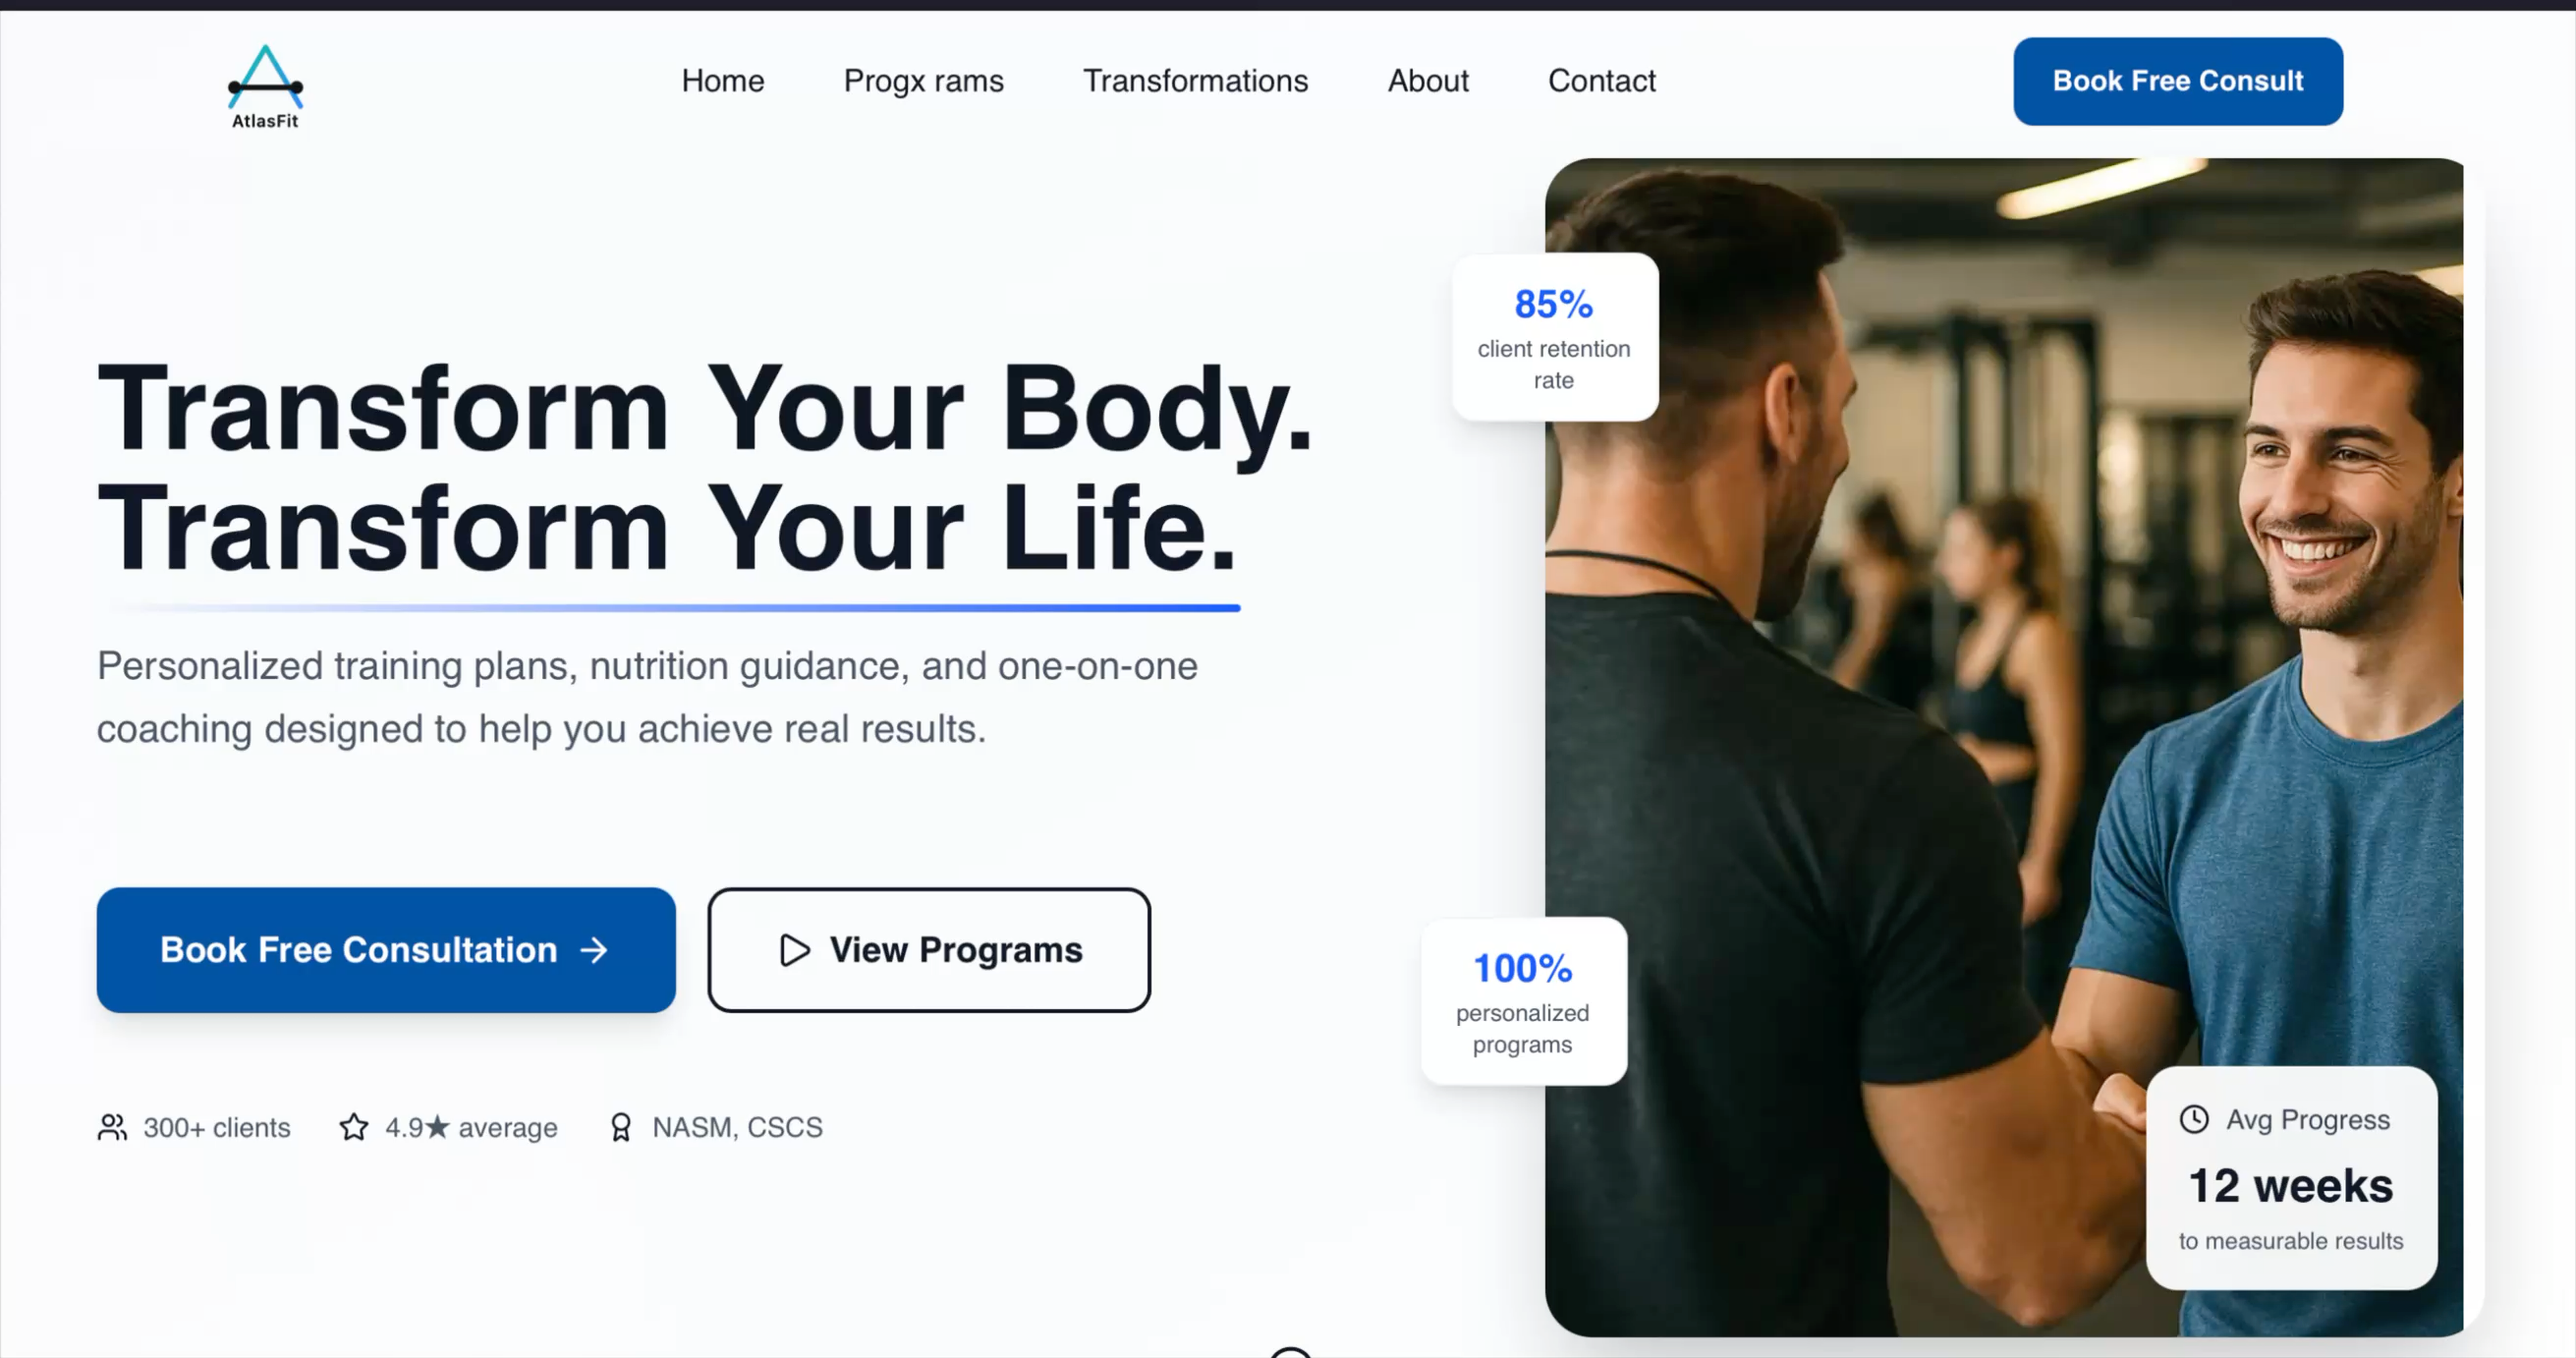 AtlasFit
Home Progx rams Transformations About Contact
Book Free Consult
Transform Your Body.
Transform Your Life.
Personalized training plans, nutrition guidance, and one-on-one
coaching designed to help you achieve real results.
Book Free Consultation →
View Programs
300+ clients
4.9★ average
NASM, CSCS
85%
client retention
rate
100%
personalized
programs
Avg Progress
12 weeks
to measurable results